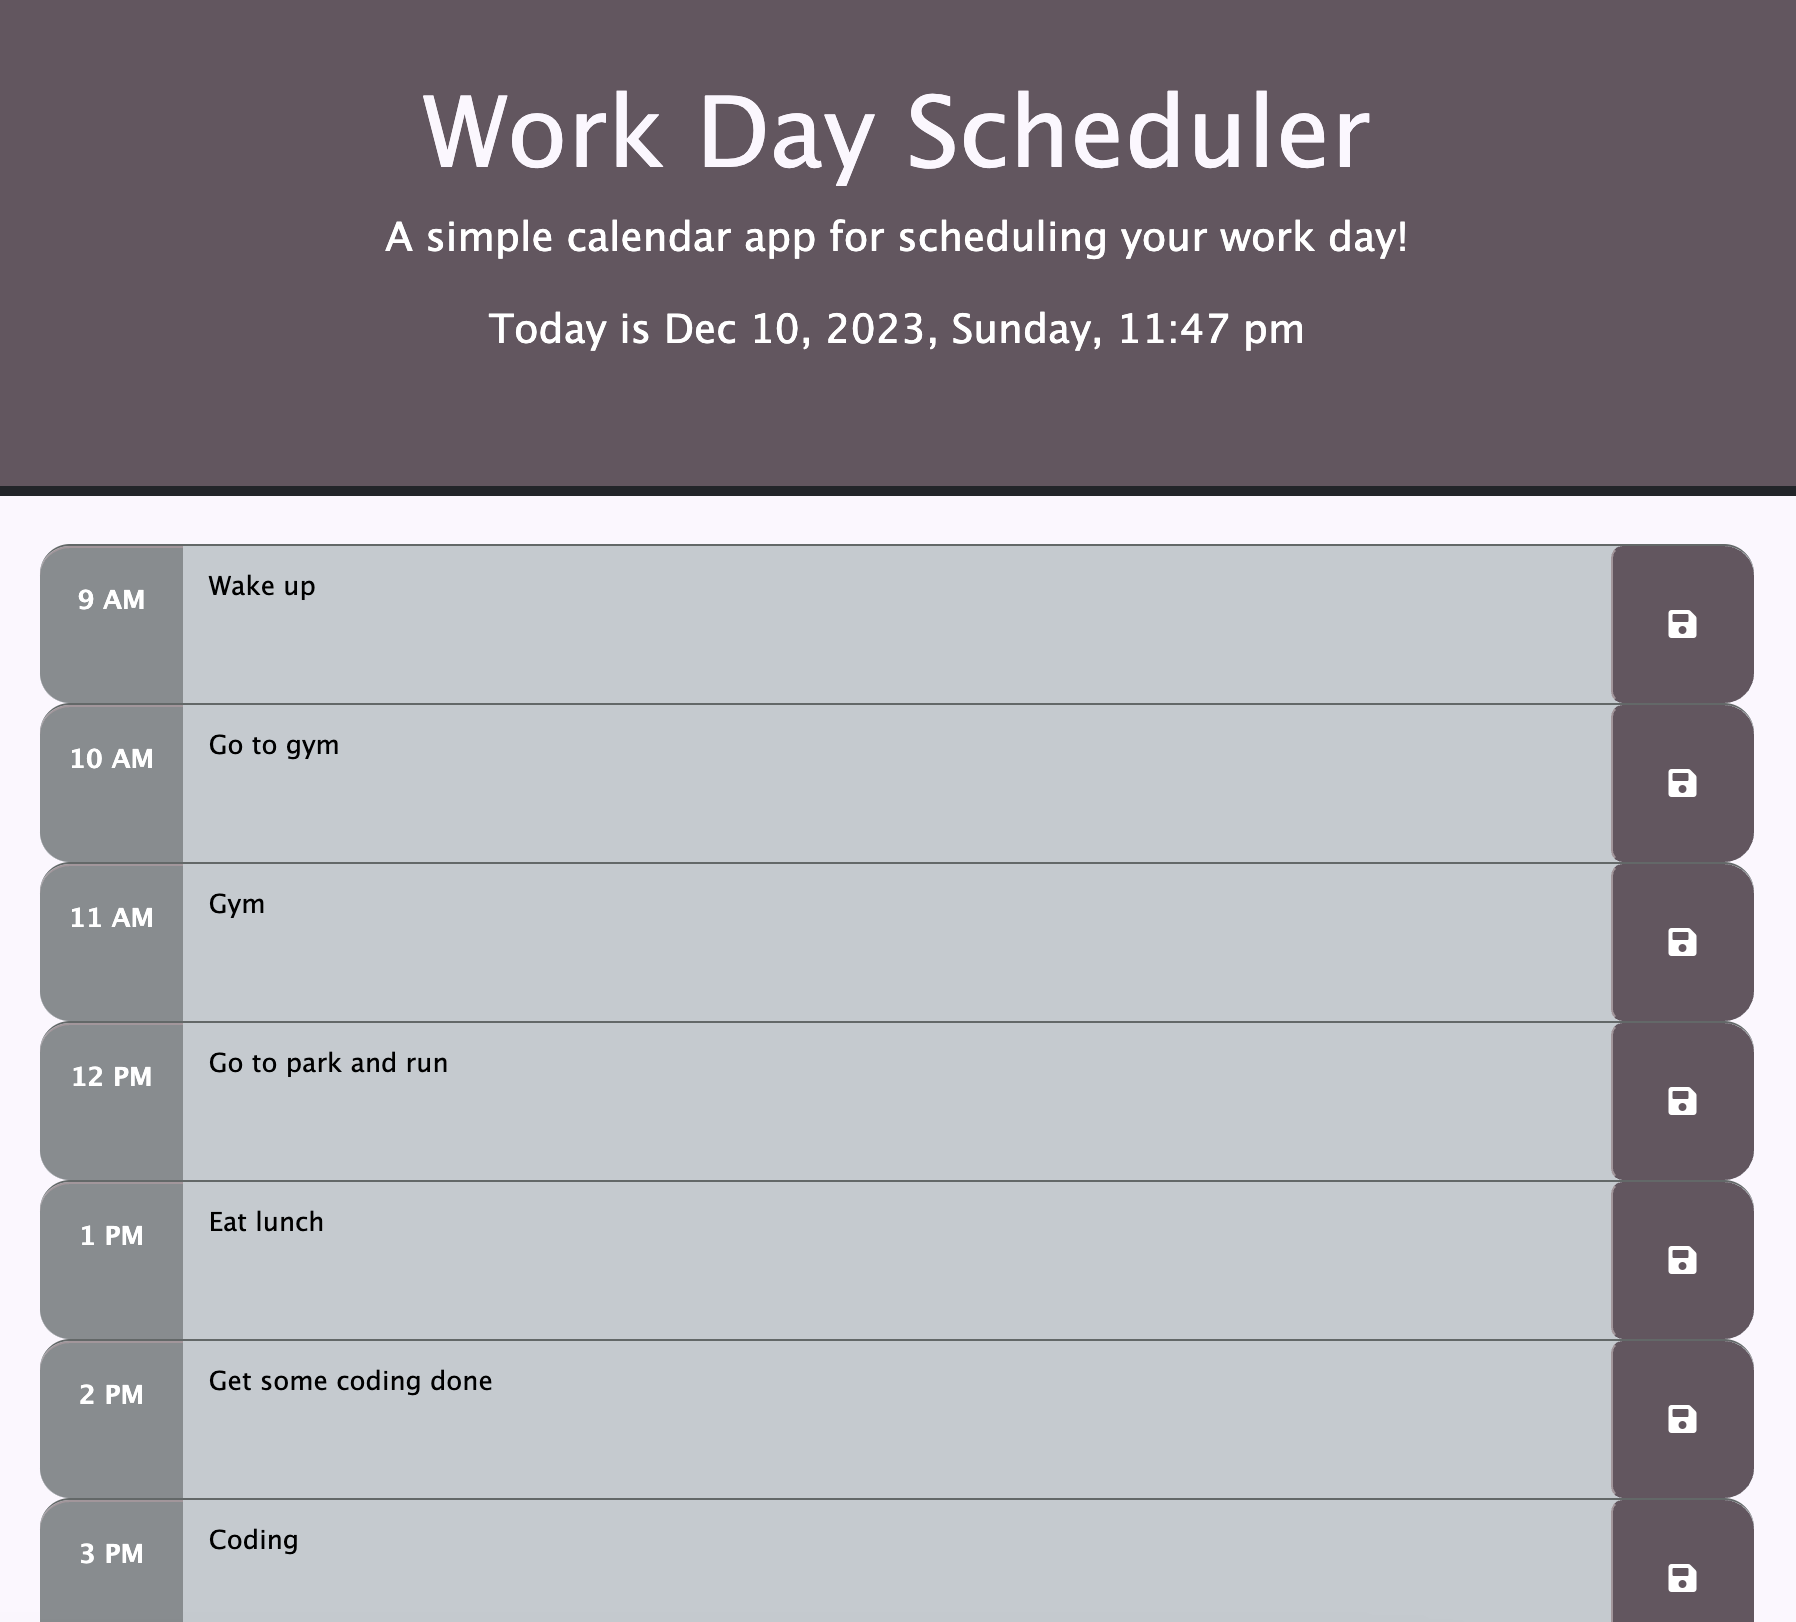 Work Day Scheduler
A simple calendar app for scheduling your work day!
Today is Dec 10, 2023, Sunday, 11:47 pm
9 AM
Wake up
10 AM
Go to gym
11 AM
Gym
12 PM
Go to park and run
1 PM
Eat lunch
2 PM
Get some coding done
3 PM
Coding